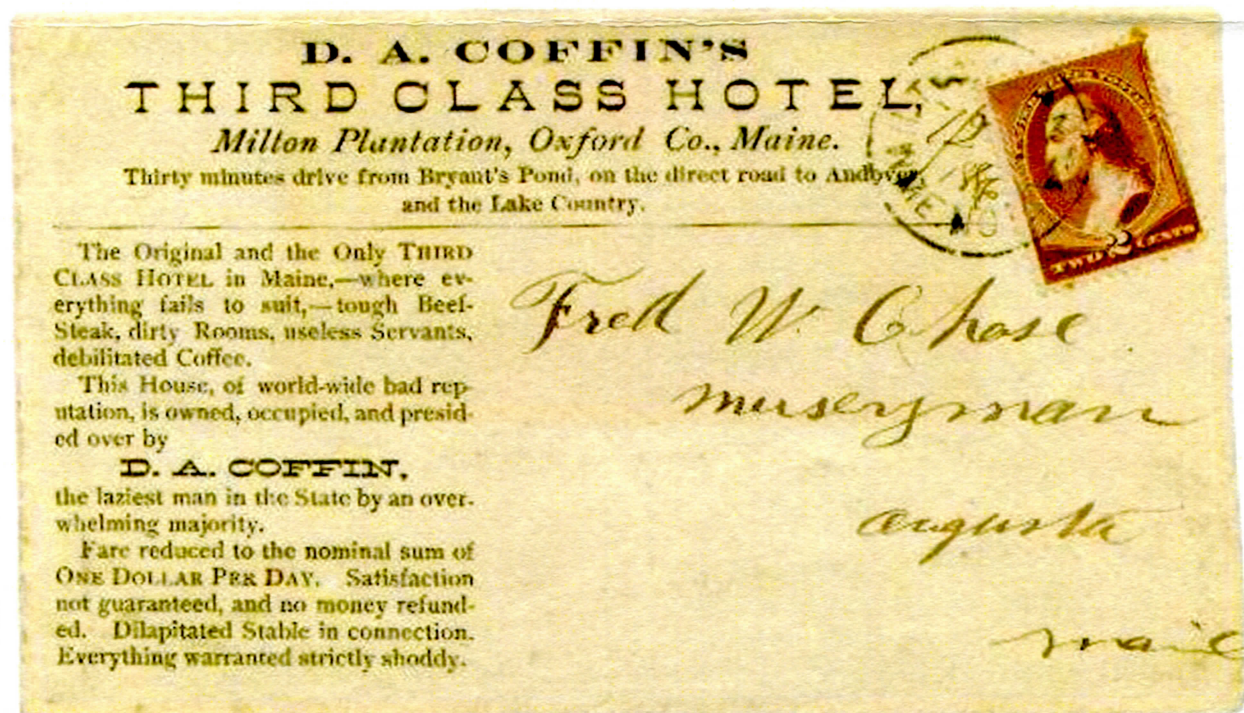 D. A. COFFIN'S
THIRD CLASS HOTEL,
Milton Plantation, Oxford Co., Maine.
Thirty minutes drive from Bryant's Pond, on the direct road to Andover,
and the Lake Country.
The Original and the Only THIRD
CLASS HOTEL in Maine,—where ev-
erything fails to suit,—tough Beef-
Steak, dirty Rooms, useless Servants,
debilitated Coffee.
This House, of world-wide bad rep-
utation, is owned, occupied, and presid-
ed over by
D. A. COFFIN,
the laziest man in the State by an over-
whelming majority.
Fare reduced to the nominal sum of
ONE DOLLAR PER DAY. Satisfaction
not guaranteed, and no money refund-
ed. Dilapitated Stable in connection.
Everything warranted strictly shoddy.
TWO 2 CENTS
ME
Fred W. Chase
nurseryman
augusta
maine